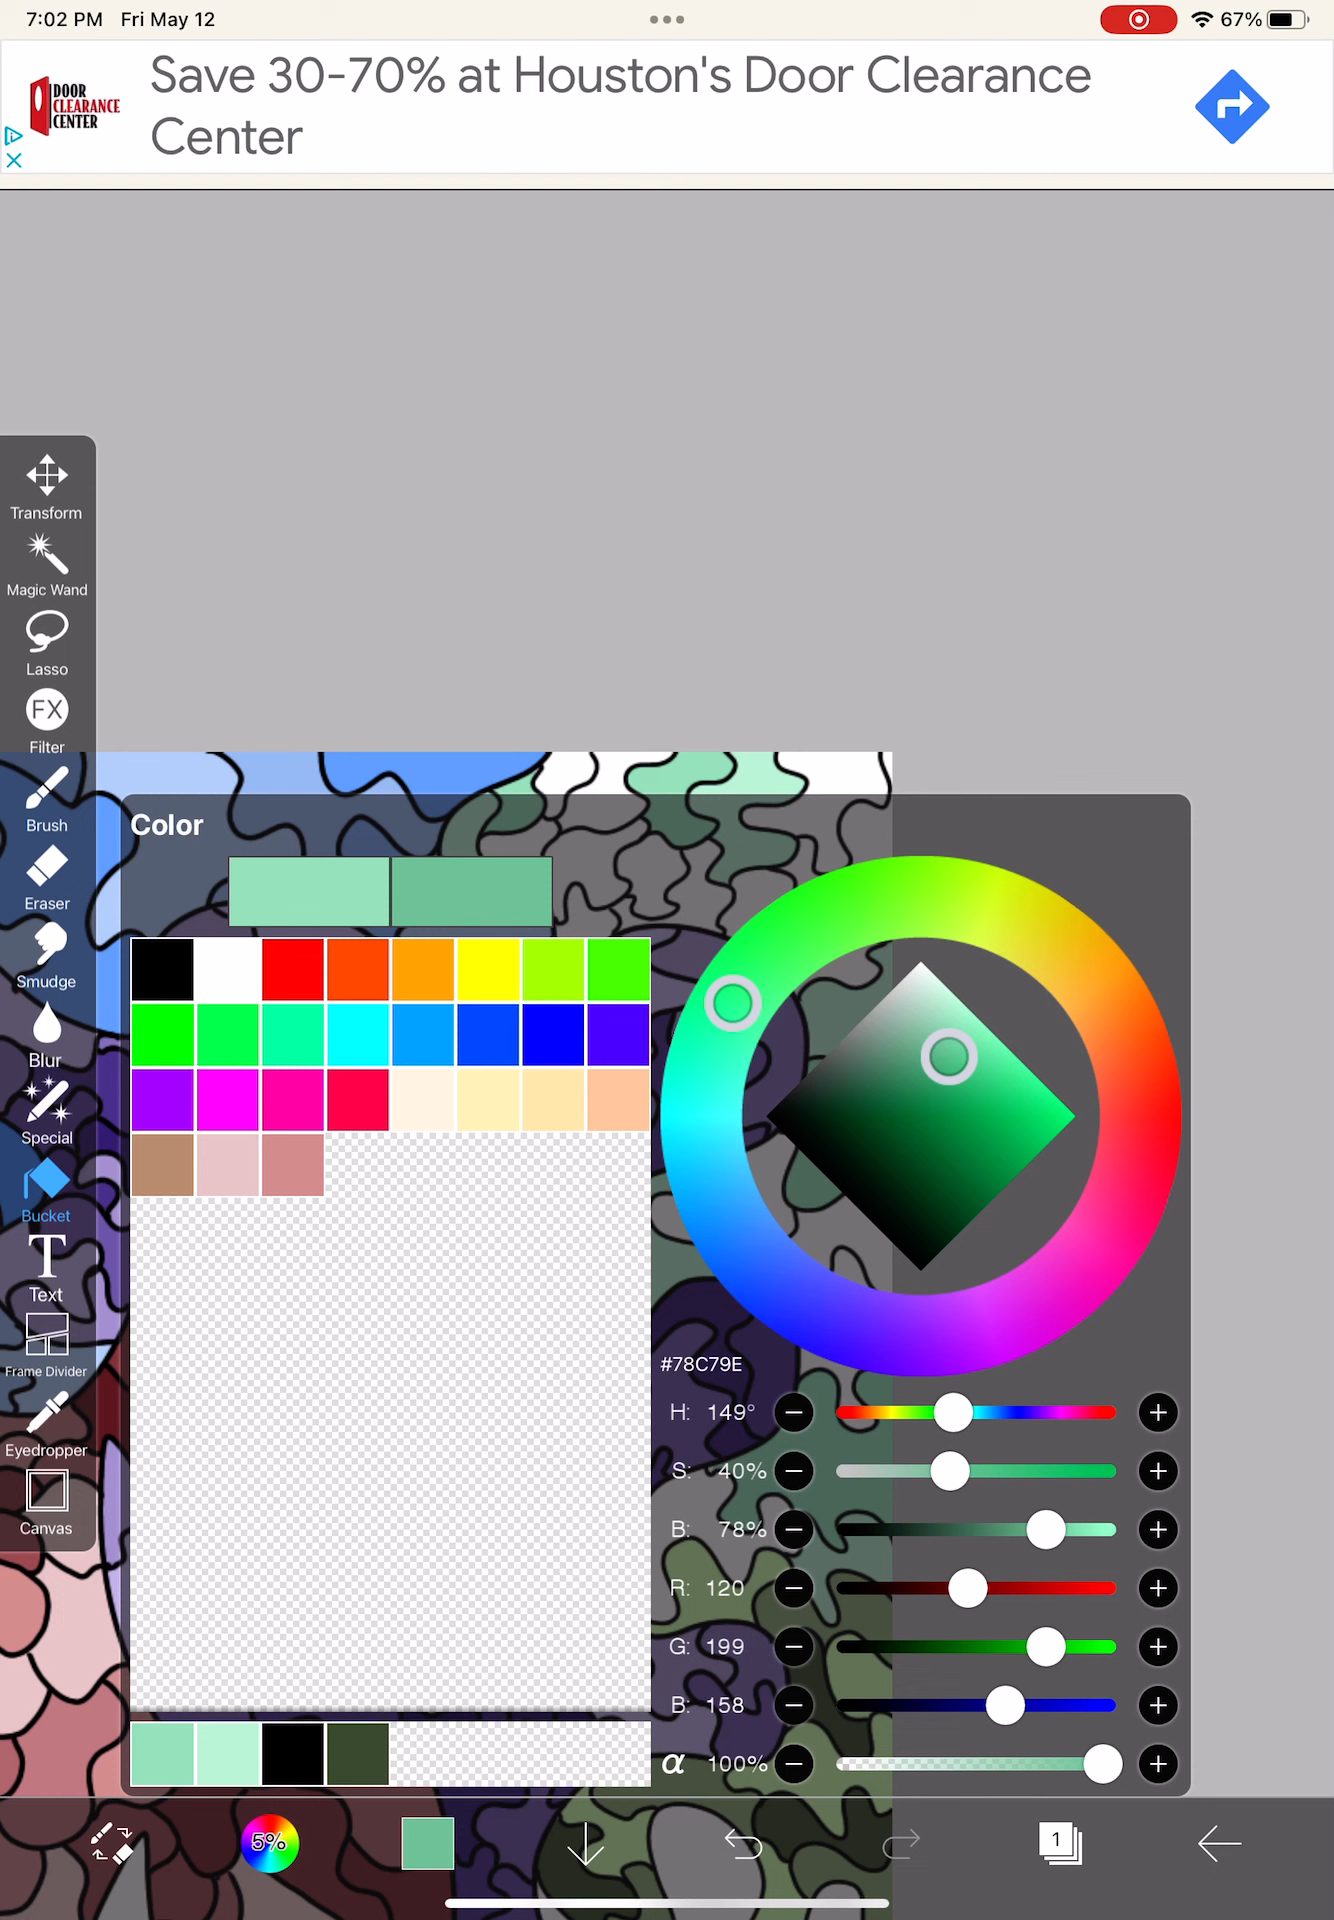 7:02 PM Fri May 12
67%
Save 30-70% at Houston's Door Clearance
Center
DOOR
CLEARANCE
CENTER
Transform
Magic Wand
Lasso
FX
Filter
Brush
Eraser
Smudge
Blur
Special
Bucket
T
Text
Frame Divider
Eyedropper
Canvas
Color
#78C79E
H: 149°
S: 40%
B: 78%
R: 120
G: 199
B: 158
α 100%
5%
1